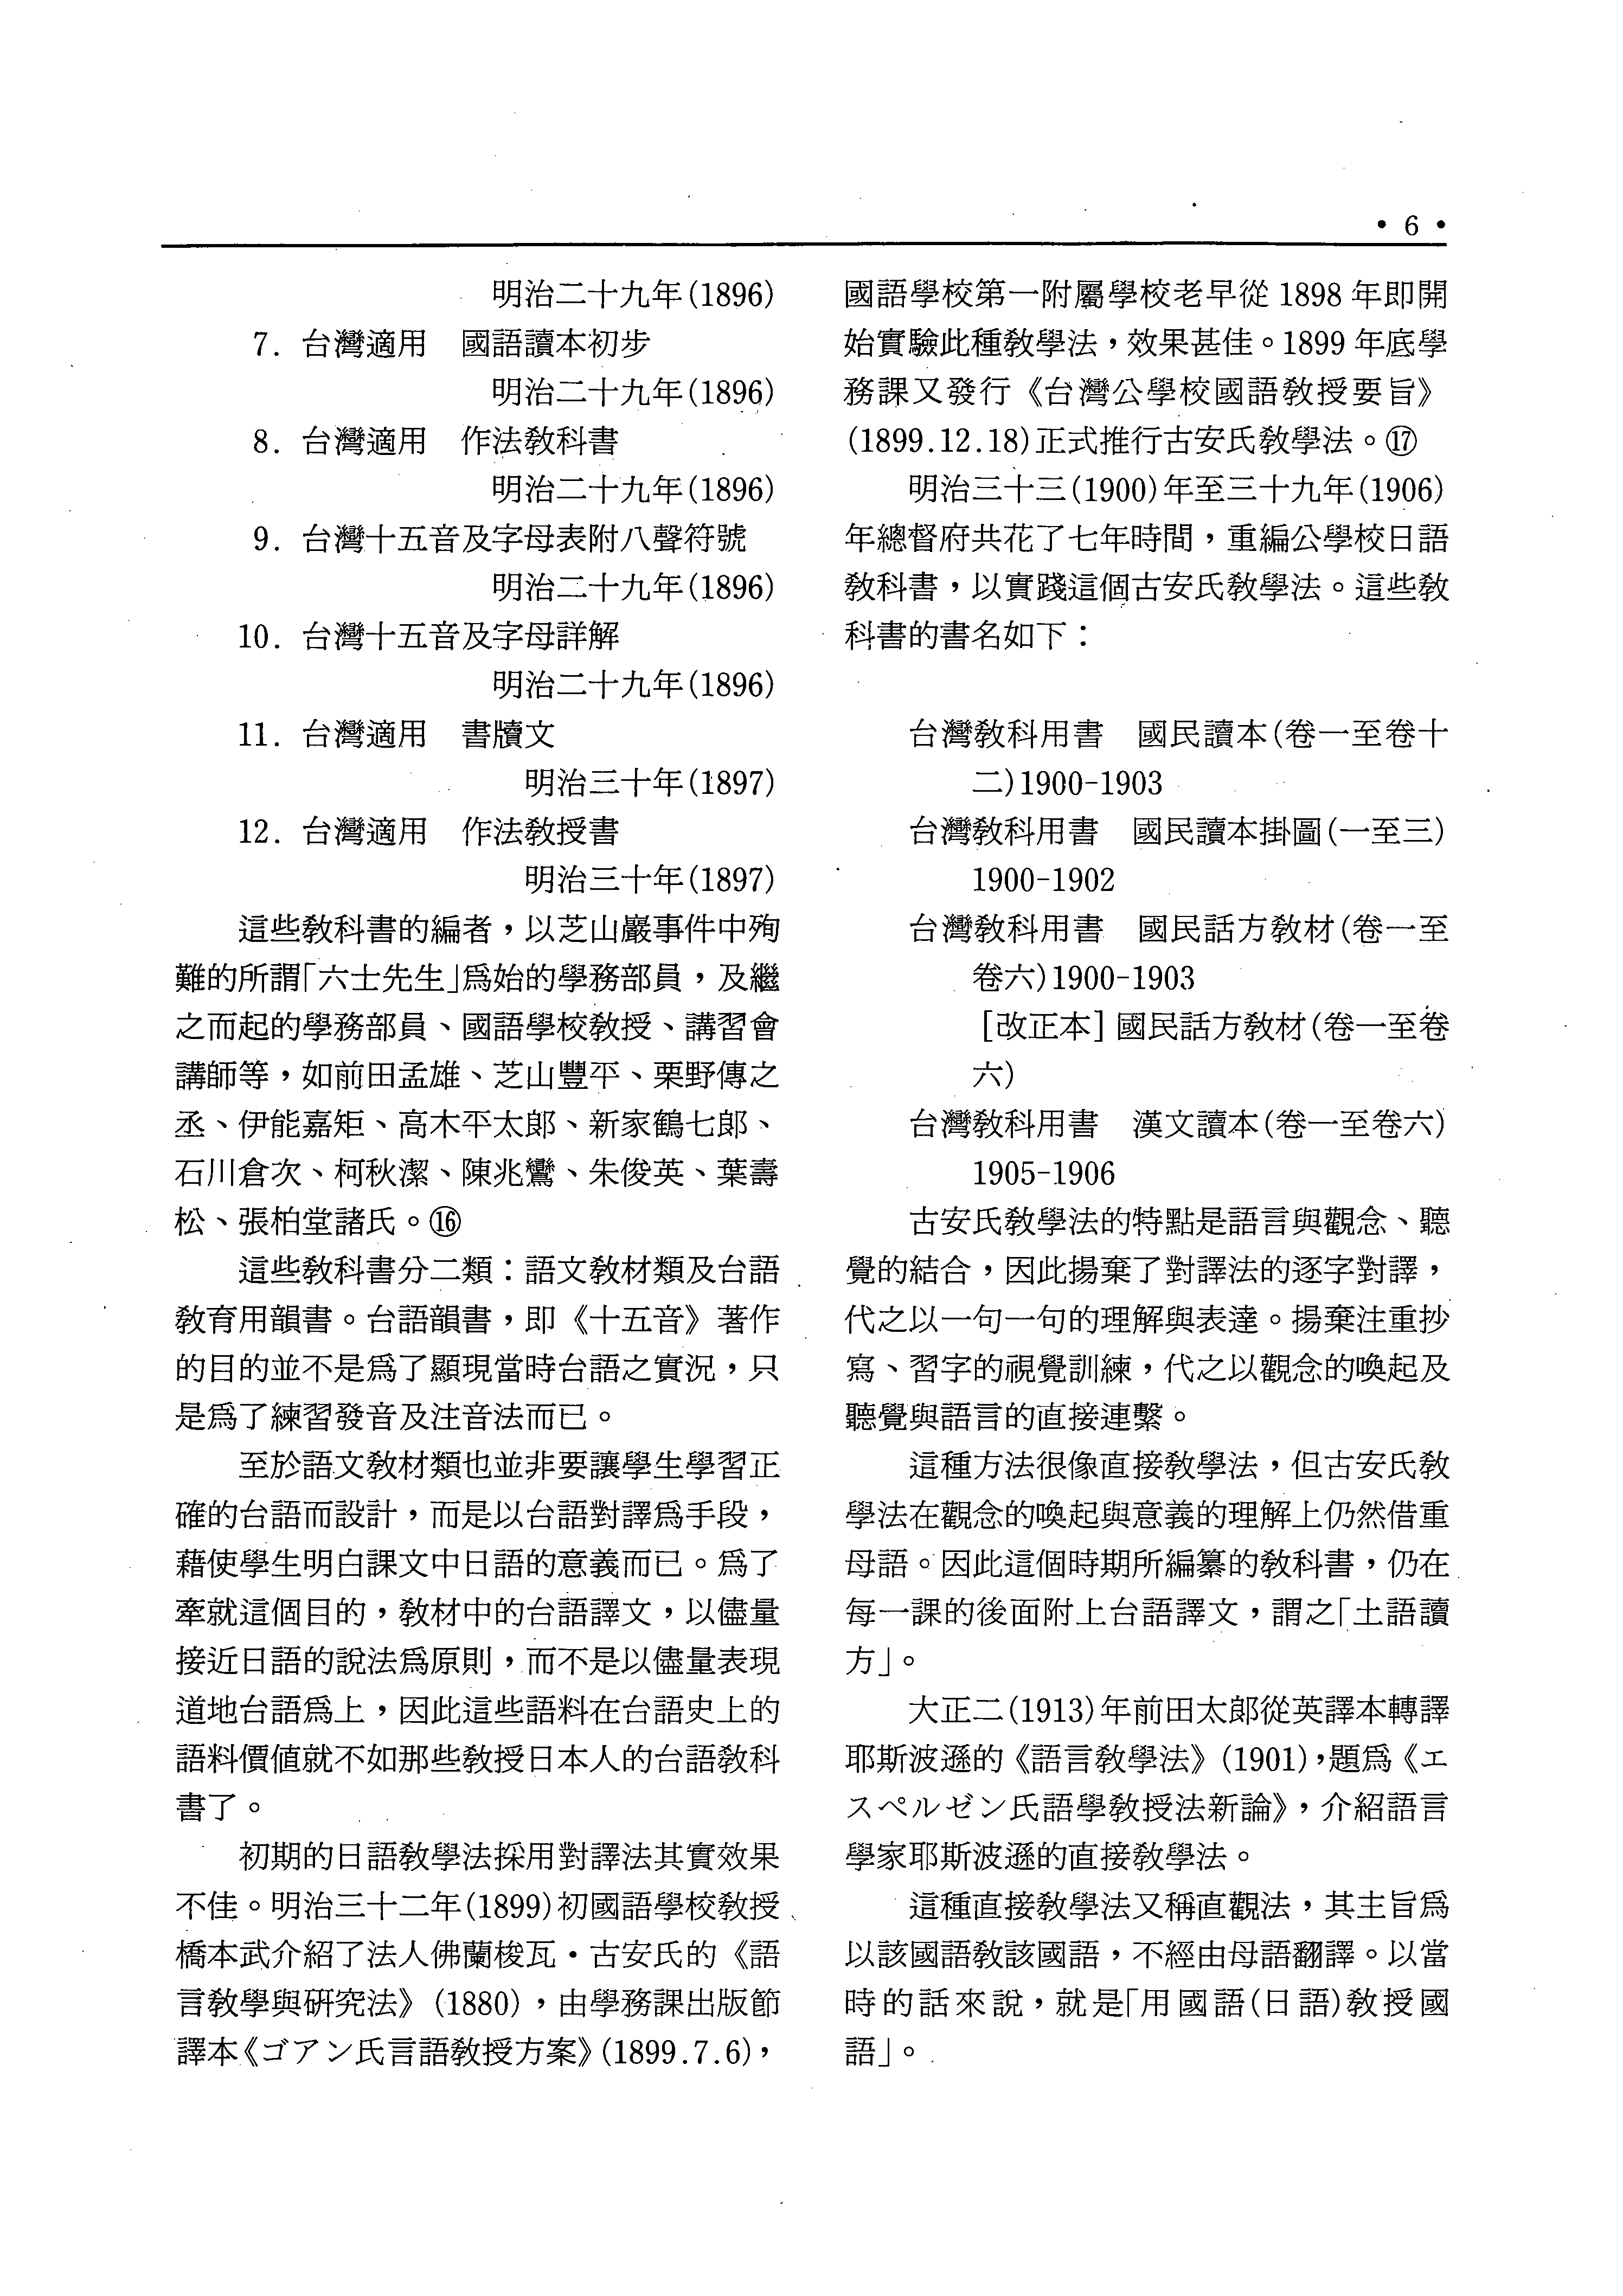 • 6 •
明治二十九年(1896)
7. 台灣適用　國語讀本初步
明治二十九年(1896)
8. 台灣適用　作法教科書
明治二十九年(1896)
9. 台灣十五音及字母表附八聲符號
明治二十九年(1896)
10. 台灣十五音及字母詳解
明治二十九年(1896)
11. 台灣適用　書牘文
明治三十年(1897)
12. 台灣適用　作法教授書
明治三十年(1897)
這些教科書的編者，以芝山巖事件中殉
難的所謂「六士先生」爲始的學務部員，及繼
之而起的學務部員、國語學校教授、講習會
講師等，如前田孟雄、芝山豐平、栗野傳之
丞、伊能嘉矩、高木平太郎、新家鶴七郎、
石川倉次、柯秋潔、陳兆鸞、朱俊英、葉壽
松、張柏堂諸氏。⑯
這些教科書分二類：語文教材類及台語
教育用韻書。台語韻書，即《十五音》著作
的目的並不是爲了顯現當時台語之實況，只
是爲了練習發音及注音法而已。
至於語文教材類也並非要讓學生學習正
確的台語而設計，而是以台語對譯爲手段，
藉使學生明白課文中日語的意義而已。爲了
牽就這個目的，教材中的台語譯文，以儘量
接近日語的說法爲原則，而不是以儘量表現
道地台語爲上，因此這些語料在台語史上的
語料價值就不如那些教授日本人的台語教科
書了。
初期的日語教學法採用對譯法其實效果
不佳。明治三十二年(1899)初國語學校教授
橋本武介紹了法人佛蘭梭瓦・古安氏的《語
言教學與研究法》(1880)，由學務課出版節
譯本《ゴアン氏言語教授方案》(1899.7.6)，
國語學校第一附屬學校老早從 1898 年即開
始實驗此種教學法，效果甚佳。1899 年底學
務課又發行《台灣公學校國語教授要旨》
(1899.12.18)正式推行古安氏教學法。⑰
明治三十三(1900)年至三十九年(1906)
年總督府共花了七年時間，重編公學校日語
教科書，以實踐這個古安氏教學法。這些教
科書的書名如下：
台灣教科用書　國民讀本(卷一至卷十
二)1900-1903
台灣教科用書　國民讀本掛圖(一至三)
1900-1902
台灣教科用書　國民話方教材(卷一至
卷六)1900-1903
[改正本] 國民話方教材(卷一至卷
六)
台灣教科用書　漢文讀本(卷一至卷六)
1905-1906
古安氏教學法的特點是語言與觀念、聽
覺的結合，因此揚棄了對譯法的逐字對譯，
代之以一句一句的理解與表達。揚棄注重抄
寫、習字的視覺訓練，代之以觀念的喚起及
聽覺與語言的直接連繫。
這種方法很像直接教學法，但古安氏教
學法在觀念的喚起與意義的理解上仍然借重
母語。因此這個時期所編纂的教科書，仍在
每一課的後面附上台語譯文，謂之「土語讀
方」。
大正二(1913)年前田太郎從英譯本轉譯
耶斯波遜的《語言教學法》(1901)，題爲《エ
スペルゼン氏語學教授法新論》，介紹語言
學家耶斯波遜的直接教學法。
這種直接教學法又稱直觀法，其主旨爲
以該國語教該國語，不經由母語翻譯。以當
時的話來說，就是「用國語(日語)教授國
語」。